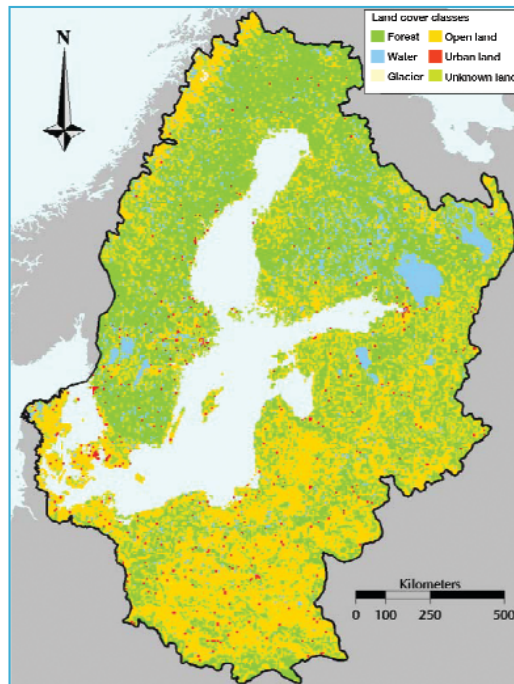 Land cover classes
Forest
Open land
Water
Urban land
Glacier
Unknown land
N
Kilometers
0 100 250 500